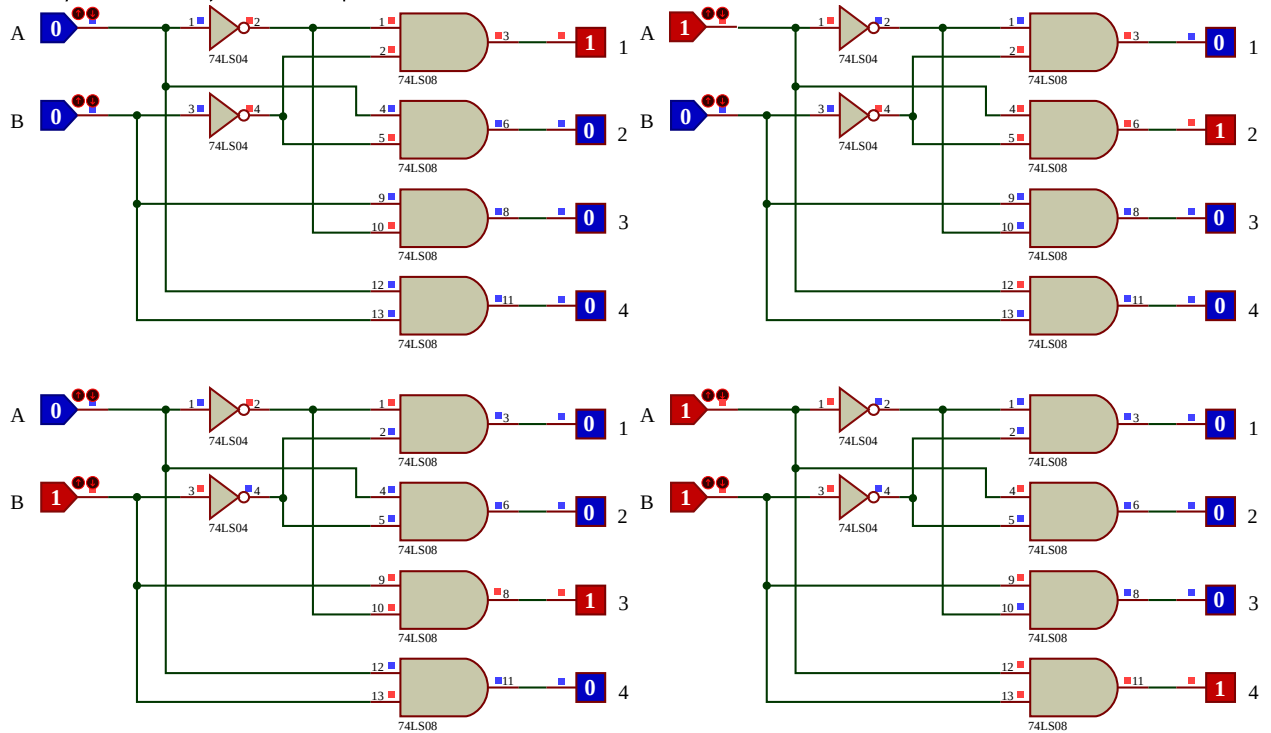 A 0 1 2 1 3 1 1
2
74LS04 74LS08
B 0 3 4 4 6 0 2
5
74LS04 74LS08
9 8 0 3
10
74LS08
12 11 0 4
13
74LS08
A 1 1 2 1 3 0 1
2
74LS04 74LS08
B 0 3 4 4 6 1 2
5
74LS04 74LS08
9 8 0 3
10
74LS08
12 11 0 4
13
74LS08
A 0 1 2 1 3 0 1
2
74LS04 74LS08
B 1 3 4 4 6 0 2
5
74LS04 74LS08
9 8 1 3
10
74LS08
12 11 0 4
13
74LS08
A 1 1 2 1 3 0 1
2
74LS04 74LS08
B 1 3 4 4 6 0 2
5
74LS04 74LS08
9 8 0 3
10
74LS08
12 11 1 4
13
74LS08